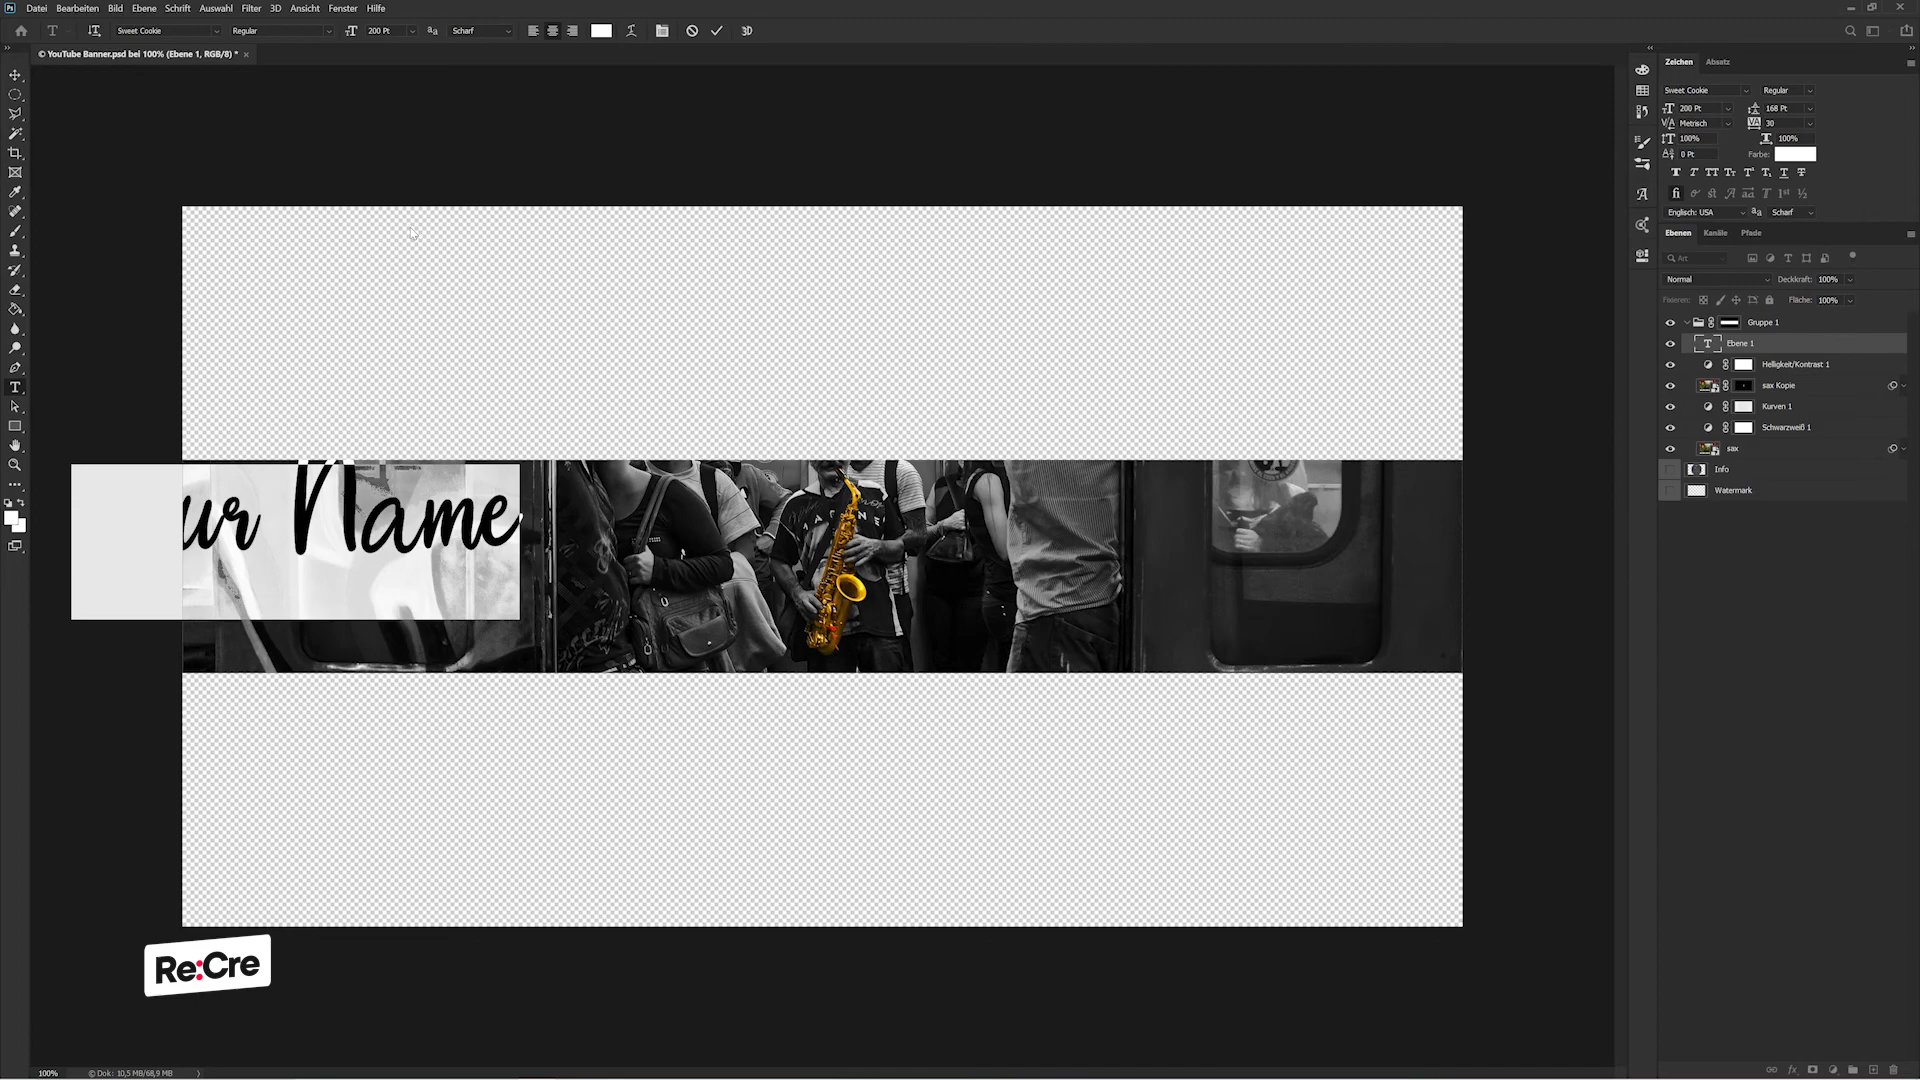 Datei Bearbeiten Bild Ebene Schrift Auswahl Filter 3D Ansicht Fenster Hilfe
Sweet Cookie Regular 200 Pt Scharf 3D
© YouTube Banner.psd bei 100% (Ebene 1, RGB/8) *
Zeichen Absatz
Sweet Cookie Regular
200 Pt 168 Pt
Metrisch 30
100% 100%
0 Pt Farbe:
Englisch: USA Scharf
Ebenen Kanäle Pfade
Art
Normal Deckkraft: 100%
Fixieren: Fläche: 100%
Gruppe 1
Ebene 1
Helligkeit/Kontrast 1
sax Kopie
Kurven 1
Schwarzweiß 1
sax
Info
Watermark
ur Name
Re:Cre
100% © Dok: 10,5 MB/68,9 MB